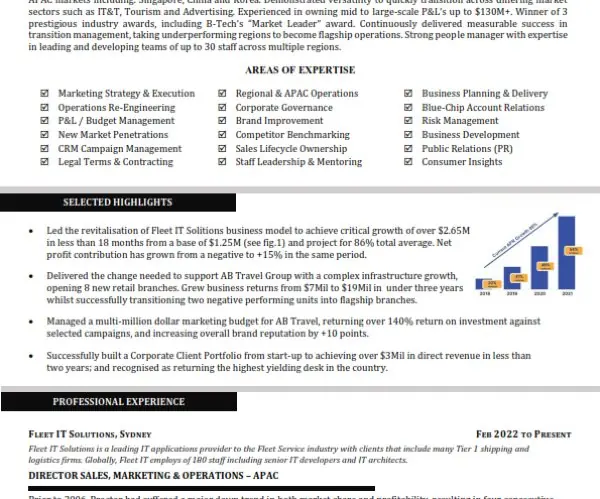 APAC markets including: Singapore, China and Korea. Demonstrated versatility to quickly transition across differing market
sectors such as IT&T, Tourism and Advertising. Experienced in owning mid to large-scale P&L's up to $130M+. Winner of 3
prestigious industry awards, including B-Tech's "Market Leader" award. Continuously delivered measurable success in
transition management, taking underperforming regions to become flagship operations. Strong people manager with expertise
in leading and developing teams of up to 30 staff across multiple regions.
AREAS OF EXPERTISE
☑ Marketing Strategy & Execution ☑ Regional & APAC Operations ☑ Business Planning & Delivery
☑ Operations Re-Engineering ☑ Corporate Governance ☑ Blue-Chip Account Relations
☑ P&L / Budget Management ☑ Brand Improvement ☑ Risk Management
☑ New Market Penetrations ☑ Competitor Benchmarking ☑ Business Development
☑ CRM Campaign Management ☑ Sales Lifecycle Ownership ☑ Public Relations (PR)
☑ Legal Terms & Contracting ☑ Staff Leadership & Mentoring ☑ Consumer Insights
SELECTED HIGHLIGHTS
• Led the revitalisation of Fleet IT Solitions business model to achieve critical growth of over $2.65M
in less than 18 months from a base of $1.25M (see fig.1) and project for 86% total average. Net
profit contribution has grown from a negative to +15% in the same period.
• Delivered the change needed to support AB Travel Group with a complex infrastructure growth,
opening 8 new retail branches. Grew business returns from $7Mil to $19Mil in under three years
whilst successfully transitioning two negative performing units into flagship branches.
2018 2019 2020 2021
• Managed a multi-million dollar marketing budget for AB Travel, returning over 140% return on investment against
selected campaigns, and increasing overall brand reputation by +10 points.
• Successfully built a Corporate Client Portfolio from start-up to achieving over $3Mil in direct revenue in less than
two years; and recognised as returning the highest yielding desk in the country.
PROFESSIONAL EXPERIENCE
FLEET IT SOLUTIONS, SYDNEY FEB 2022 TO PRESENT
Fleet IT Solutions is a leading IT applications provider to the Fleet Service industry with clients that include many Tier 1 shipping and
logistics firms. Globally, Fleet IT employs of 180 staff including senior IT developers and IT architects.
DIRECTOR SALES, MARKETING & OPERATIONS – APAC